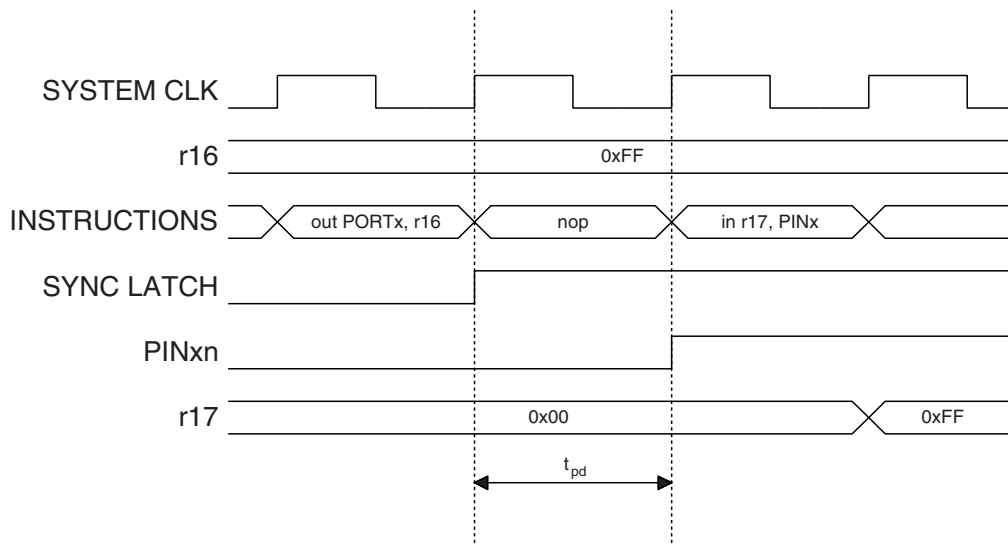 SYSTEM CLK
r16
0xFF
INSTRUCTIONS
out PORTx, r16
nop
in r17, PINx
SYNC LATCH
PINxn
r17
0x00
0xFF
tpd